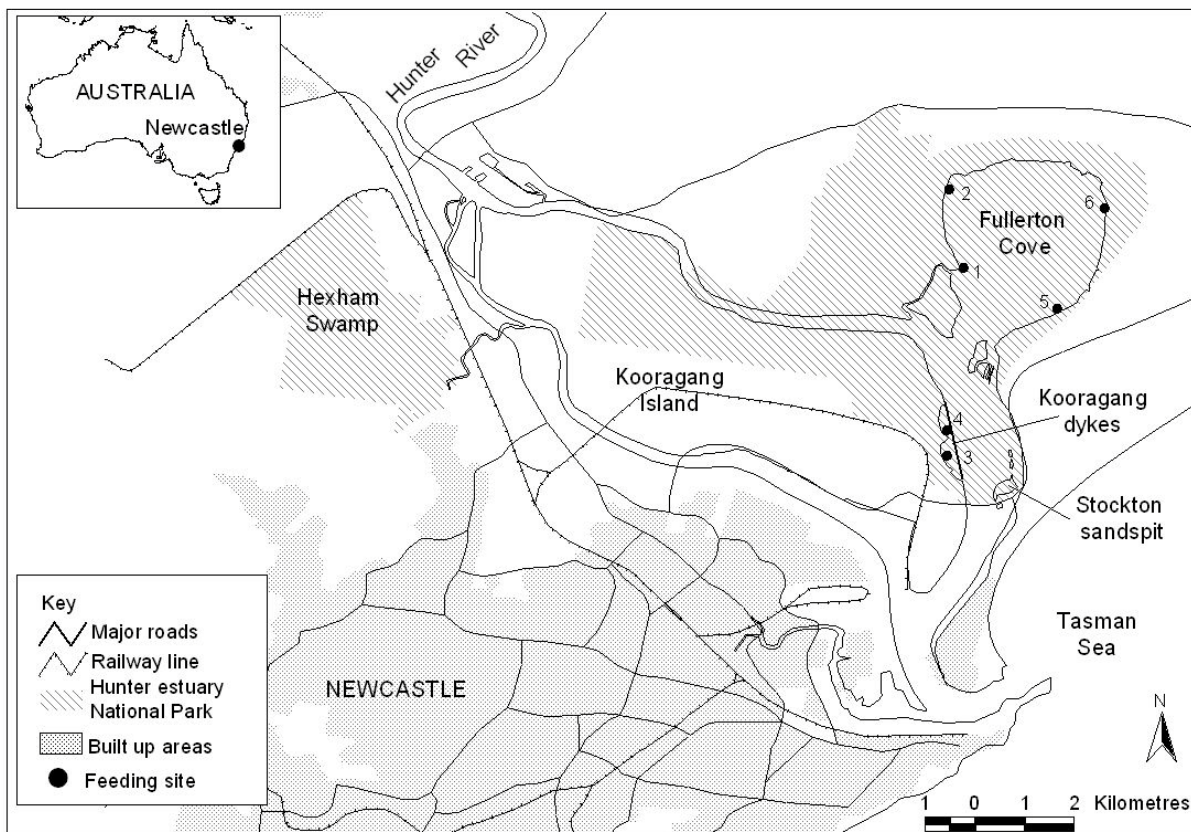 AUSTRALIA
Newcastle
Hunter
River
2
6
Fullerton
Cove
1
5
Hexham
Swamp
Kooragang
Island
Kooragang
dykes
4
3
Stockton
sandspit
Key
Major roads
Railway line
Hunter estuary
National Park
Built up areas
Feeding site
NEWCASTLE
Tasman
Sea
N
1 0 1 2 Kilometres